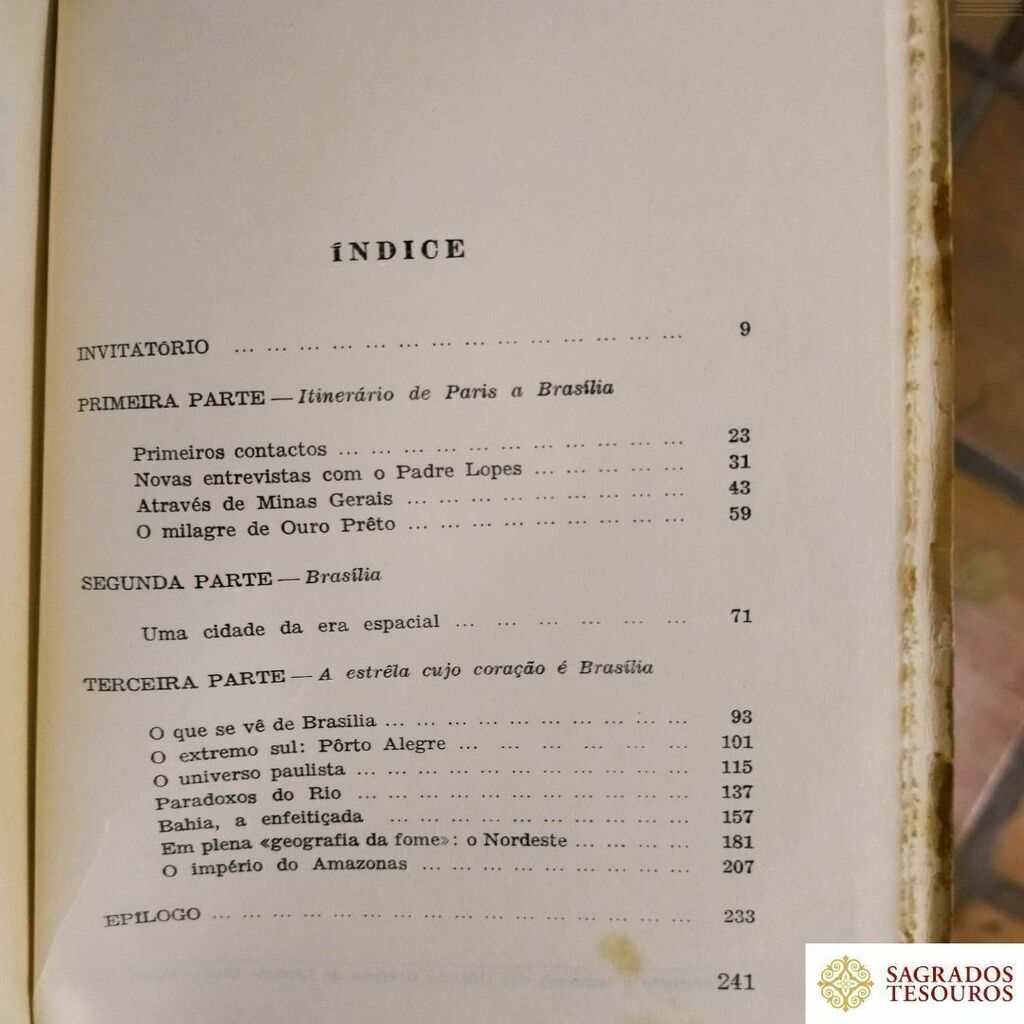 ÍNDICE
INVITATÓRIO ... ... ... ... ... ... ... ... ... ... ... ... ... ... 9
PRIMEIRA PARTE — Itinerário de Paris a Brasília
Primeiros contactos ... ... ... ... ... ... ... ... ... ... ... 23
Novas entrevistas com o Padre Lopes ... ... ... ... ... 31
Através de Minas Gerais ... ... ... ... ... ... ... ... ... 43
O milagre de Ouro Prêto ... ... ... ... ... ... ... ... ... 59
SEGUNDA PARTE — Brasília
Uma cidade da era espacial ... ... ... ... ... ... 71
TERCEIRA PARTE — A estrêla cujo coração é Brasília
O que se vê de Brasília ... ... ... ... ... ... ... ... ... ... 93
O extremo sul: Pôrto Alegre ... ... ... ... ... ... 101
O universo paulista ... ... ... ... ... ... ... ... ... ... ... 115
Paradoxos do Rio ... ... ... ... ... ... ... ... ... ... ... 137
Bahia, a enfeitiçada ... ... ... ... ... ... ... ... ... ... 157
Em plena «geografia da fome»: o Nordeste ... ... ... ... 181
O império do Amazonas ... ... ... ... ... ... ... ... ... 207
EPÍLOGO ... ... ... ... ... ... ... ... ... ... ... ... ... ... ... 233
241
SAGRADOS
TESOUROS